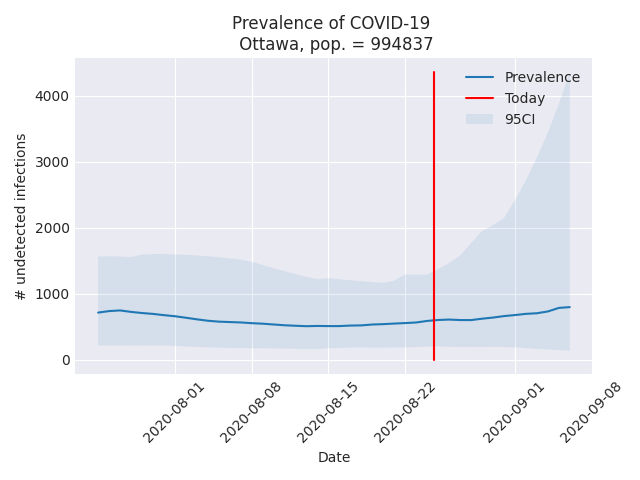 Prevalence of COVID-19
Ottawa, pop. = 994837
# undetected infections
4000
3000
2000
1000
0
Prevalence
Today
95CI
2020-08-01
2020-08-08
2020-08-15
2020-08-22
2020-09-01
2020-09-08
Date